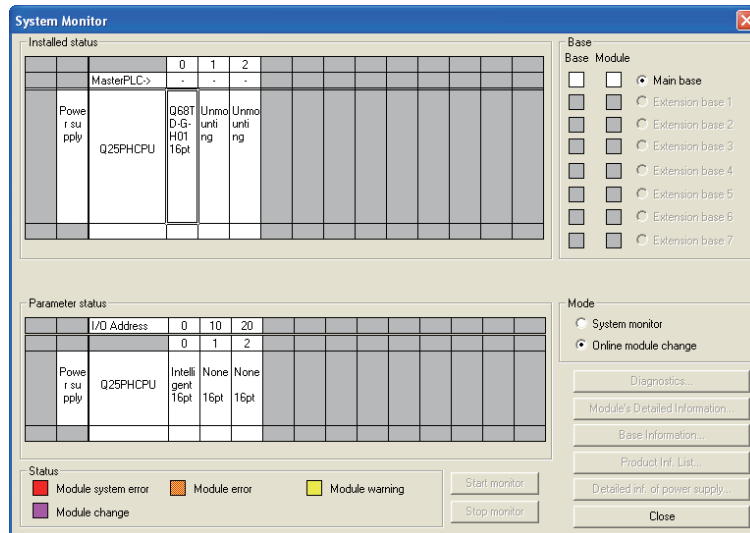 System Monitor
Installed status
0 1 2
MasterPLC-> - - -
Powe
r su
pply
Q25PHCPU
Q68T
D-G-
H01
16pt
Unmo
unti
ng
Unmo
unti
ng
Base
Base Module
Main base
Extension base 1
Extension base 2
Extension base 3
Extension base 4
Extension base 5
Extension base 6
Extension base 7
Parameter status
I/O Address 0 10 20
0 1 2
Powe
r su
pply
Q25PHCPU
Intelli
gent
16pt
None
16pt
None
16pt
Mode
System monitor
Online module change
Diagnostics...
Module's Detailed Information...
Base Information...
Product Inf. List...
Detailed inf. of power supply...
Close
Status
Module system error
Module error
Module warning
Module change
Start monitor
Stop monitor